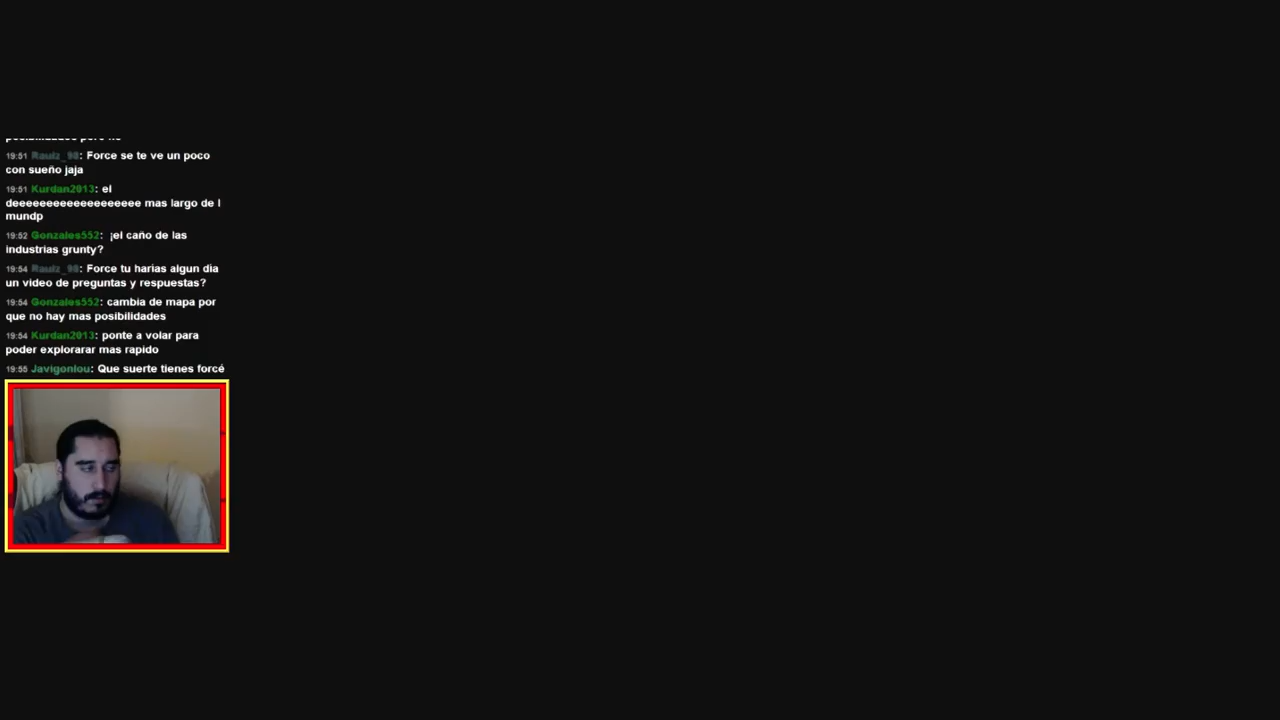 19:51 Raulz_98: Force se te ve un poco
con sueño jaja
19:51 Kurdan2013: el
deeeeeeeeeeeeeeeeeee mas largo de l
mundp
19:52 Gonzales552: ¡el caño de las
industrias grunty?
19:54 Raulz_98: Force tu harias algun dia
un video de preguntas y respuestas?
19:54 Gonzales552: cambia de mapa por
que no hay mas posibilidades
19:54 Kurdan2013: ponte a volar para
poder explorarar mas rapido
19:55 Javigonlou: Que suerte tienes forcé